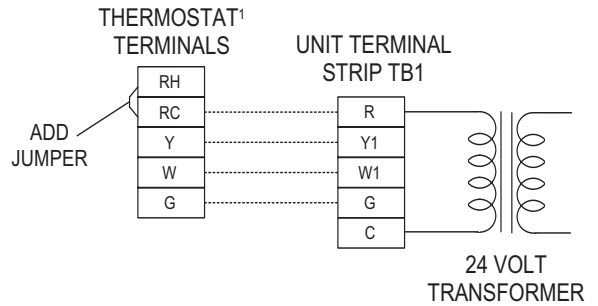 THERMOSTAT¹
TERMINALS
UNIT TERMINAL
STRIP TB1
ADD
JUMPER
RH
RC
Y
W
G
R
Y1
W1
G
C
24 VOLT
TRANSFORMER